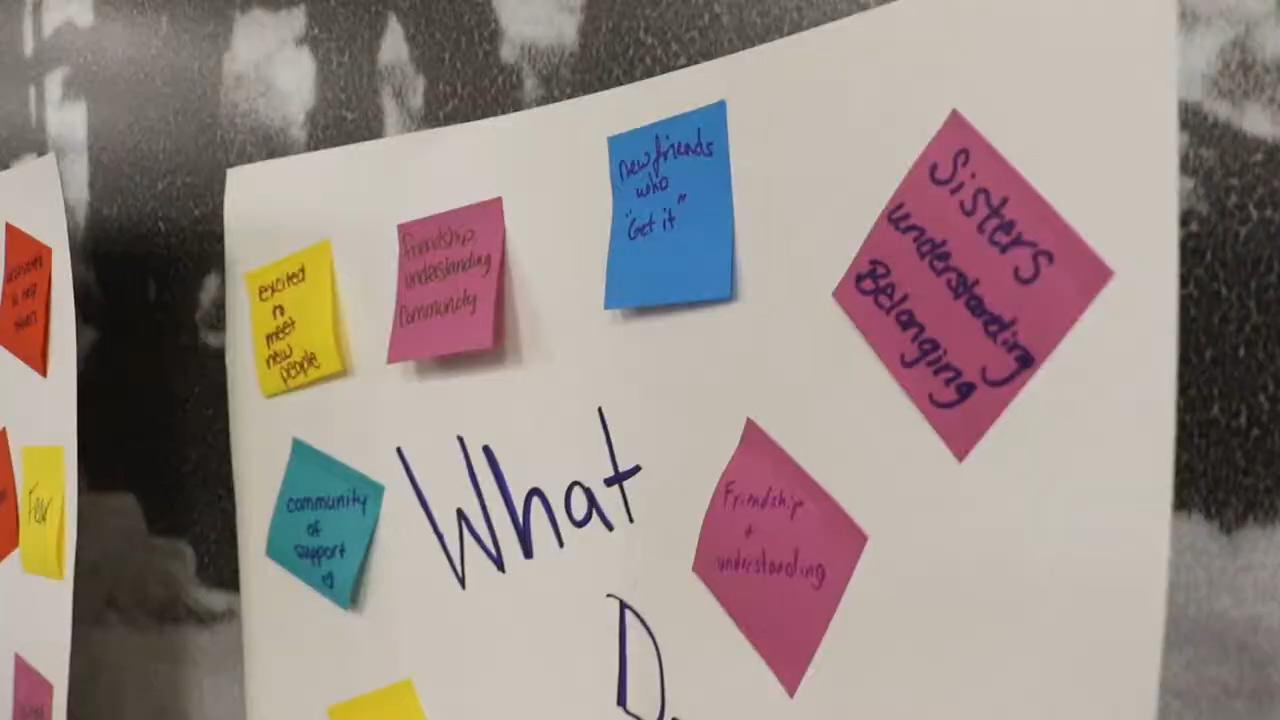 excited
to
meet
new
people
friendship
understanding
Community
new friends
who
"Get it"
Sisters
understanding
Belonging
community
of
support
What
Friendship
+
understanding
D
Fear